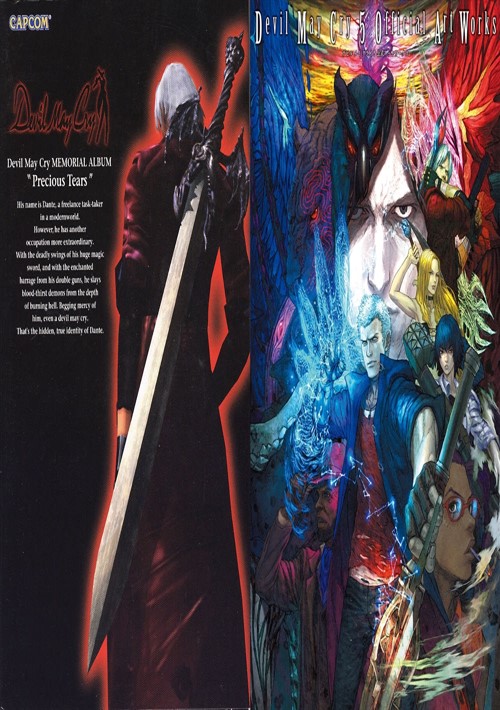 CAPCOM
Devil May Cry
Devil May Cry MEMORIAL ALBUM
"Precious Tears"
His name is Dante, a freelance task-taker
in a modernworld.
However, he has another
occupation more extraordinary.
With the deadly swings of his huge magic
sword, and with the enchanted
barrage from his double guns, he slays
blood-thirst demons from the depth
of burning hell. Begging mercy of
him, even a devil may cry.
That's the hidden, true identity of Dante.
Devil May Cry 5 Official Art Works